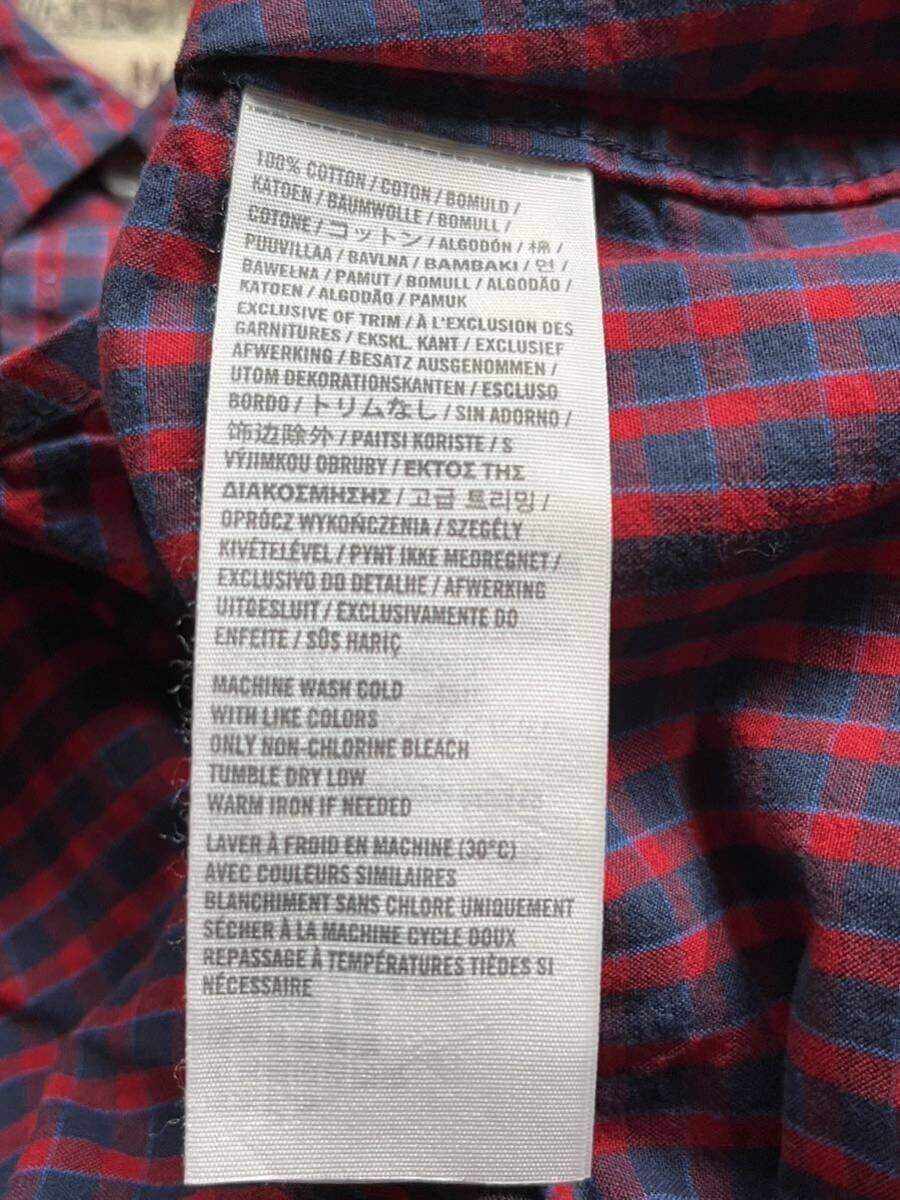 100% COTTON / COTON / BOMULD /
KATOEN / BAUMWOLLE / BOMULL /
COTONE / コットン / ALGODÓN / 棉 /
PUUVILLAA / BAVLNA / BAMBAKI / 면 /
BAWEŁNA / PAMUT / BOMULL / ALGODÃO /
KATOEN / ALGODÃO / PAMUK
EXCLUSIVE OF TRIM / À L'EXCLUSION DES
GARNITURES / EKSKL. KANT / EXCLUSIEF
AFWERKING / BESATZ AUSGENOMMEN /
UTOM DEKORATIONSKANTEN / ESCLUSO
BORDO / トリムなし / SIN ADORNO /
饰边除外 / PAITSI KORISTE / S
VÝJIMKOU OBRUBY / ΕΚΤΟΣ ΤΗΣ
ΔΙΑΚΟΣΜΗΣΗΣ / 고급 트리밍 /
OPRÓCZ WYKOŃCZENIA / SZEGÉLY
KIVÉTELÉVEL / PYNT IKKE MEDREGNET /
EXCLUSIVO DO DETALHE / AFWERKING
UITGESLUIT / EXCLUSIVAMENTE DO
ENFEITE / SÜS HARİÇ
MACHINE WASH COLD
WITH LIKE COLORS
ONLY NON-CHLORINE BLEACH
TUMBLE DRY LOW
WARM IRON IF NEEDED
LAVER À FROID EN MACHINE (30°C)
AVEC COULEURS SIMILAIRES
BLANCHIMENT SANS CHLORE UNIQUEMENT
SÉCHER À LA MACHINE CYCLE DOUX
REPASSAGE À TEMPÉRATURES TIÈDES SI
NÉCESSAIRE